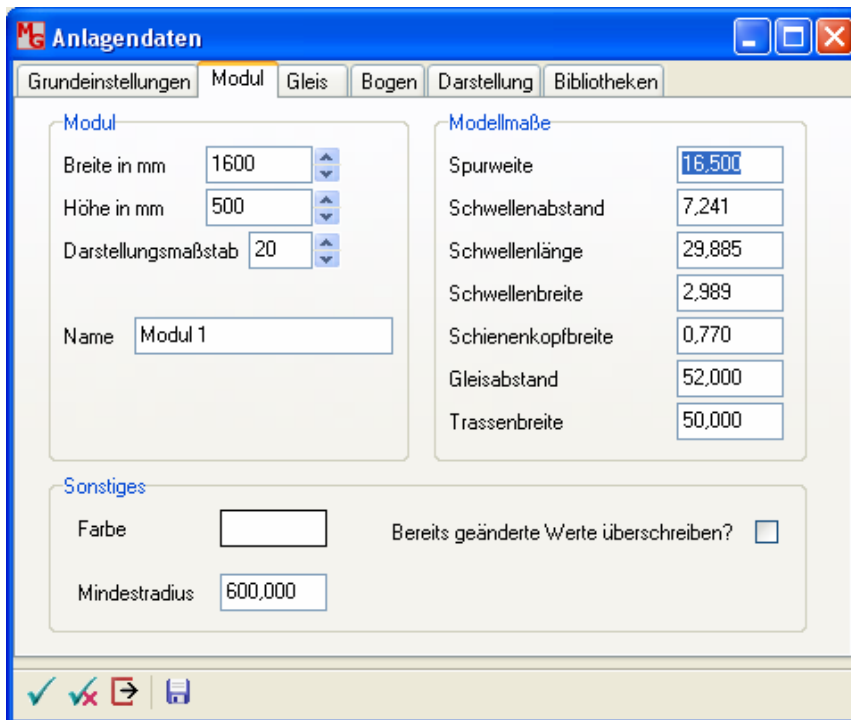 MG Anlagendaten
Grundeinstellungen Modul Gleis Bogen Darstellung Bibliotheken
Modul
Breite in mm 1600
Höhe in mm 500
Darstellungsmaßstab 20
Name Modul 1
Modellmaße
Spurweite 16,500
Schwellenabstand 7,241
Schwellenlänge 29,885
Schwellenbreite 2,989
Schienenkopfbreite 0,770
Gleisabstand 52,000
Trassenbreite 50,000
Sonstiges
Farbe
Bereits geänderte Werte überschreiben?
Mindestradius 600,000